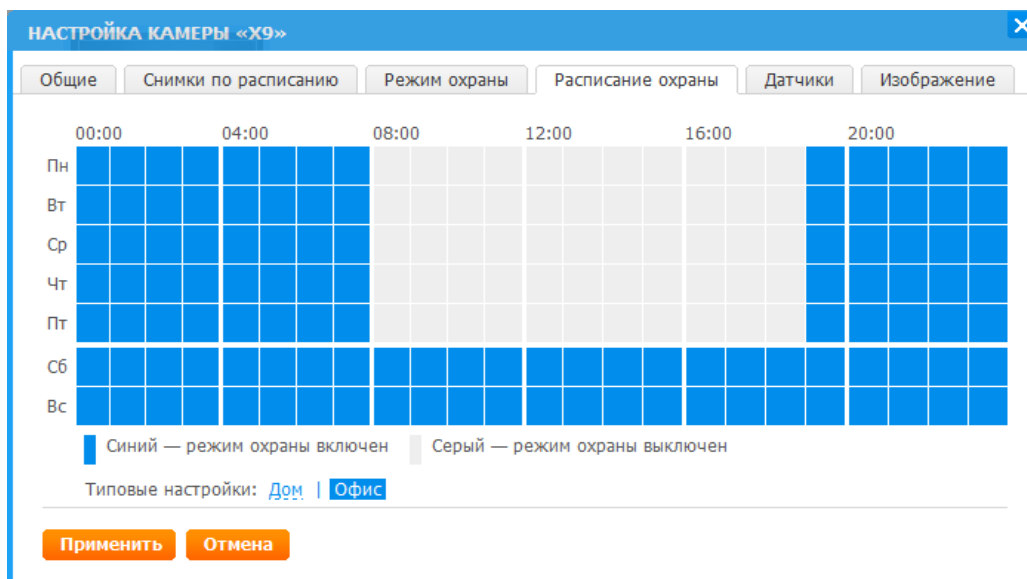 НАСТРОЙКА КАМЕРЫ «X9»
Общие Снимки по расписанию Режим охраны Расписание охраны Датчики Изображение
00:00 04:00 08:00 12:00 16:00 20:00
Пн
Вт
Ср
Чт
Пт
Сб
Вс
Синий — режим охраны включен Серый — режим охраны выключен
Типовые настройки: Дом | Офис
Применить Отмена